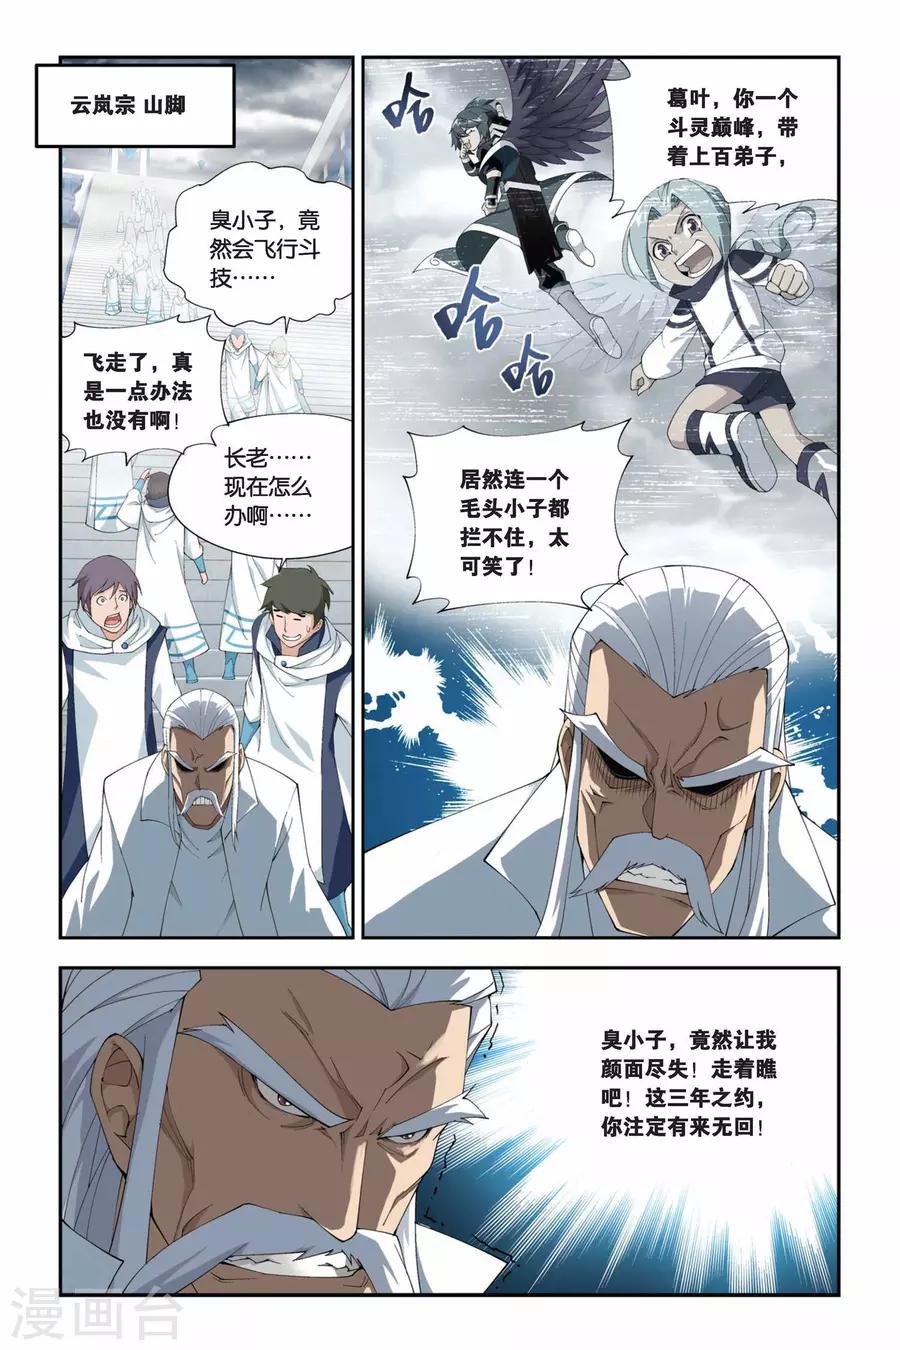 云岚宗 山脚
臭小子，竟
然会飞行斗
技……
飞走了，真
是一点办法
也没有啊！
长老……
现在怎么
办啊……
哈
哈
哈
葛叶，你一个
斗灵巅峰，带
着上百弟子，
居然连一个
毛头小子都
拦不住，太
可笑了！
臭小子，竟然让我
颜面尽失！走着瞧
吧！这三年之约，
你注定有来无回！
漫画台